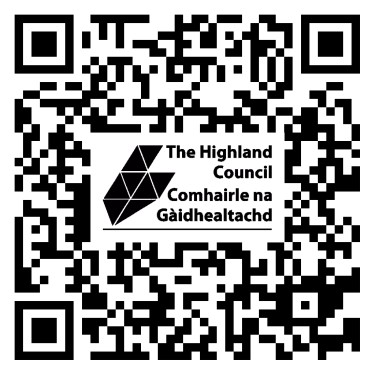 The Highland
Council
Comhairle na
Gàidhealtachd